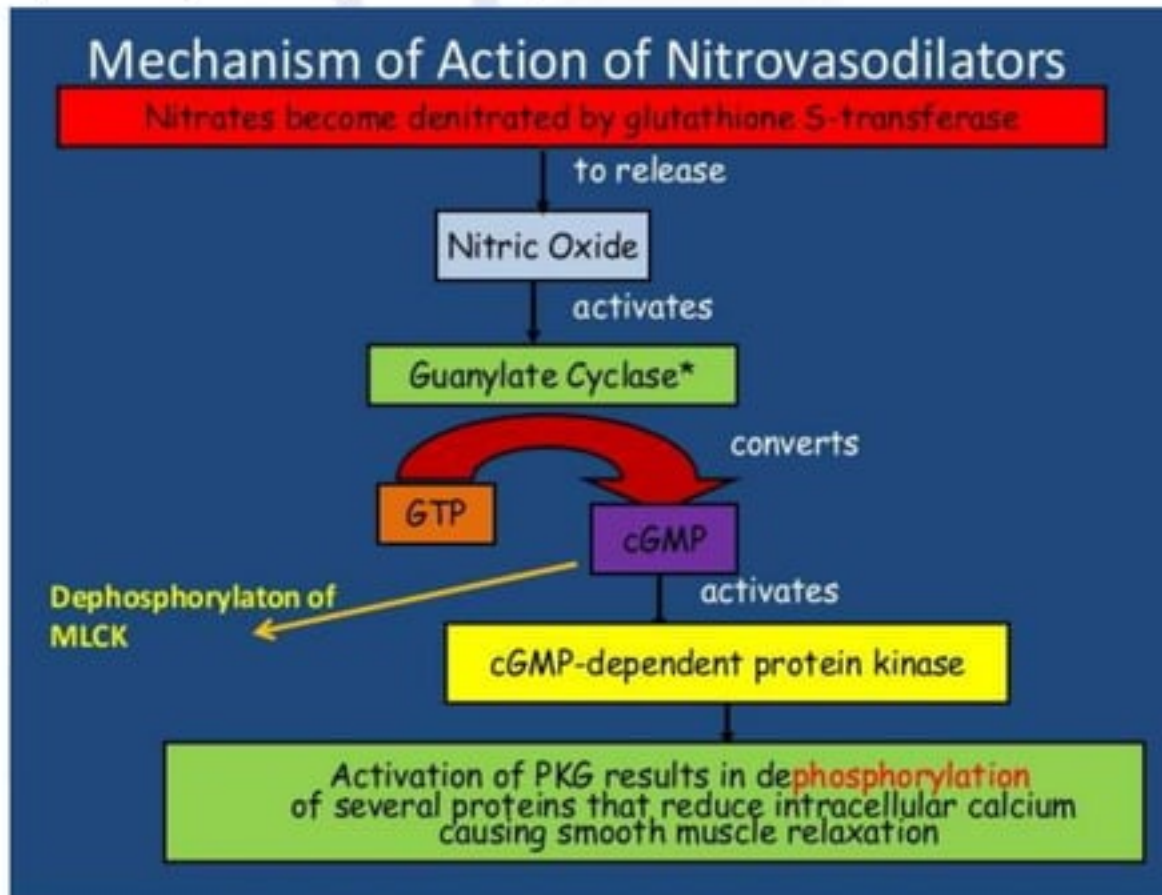 Mechanism of Action of Nitrovasodilators
Nitrates become denitrated by glutathione S-transferase
to release
Nitric Oxide
activates
Guanylate Cyclase*
converts
GTP
cGMP
activates
Dephosphorylaton of
MLCK
cGMP-dependent protein kinase
Activation of PKG results in dephosphorylation
of several proteins that reduce intracellular calcium
causing smooth muscle relaxation